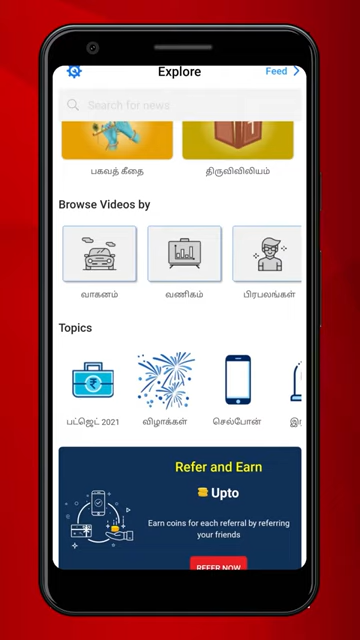 Explore
Feed
Search for news
பகவத் கீதை
திருவிவிலியம்
Browse Videos by
வாகனம்
வணிகம்
பிரபலங்கள்
Topics
பட்ஜெட் 2021
விழாக்கள்
செல்போன்
இர
Refer and Earn
Upto
Earn coins for each referral by referring
your friends
REFER NOW